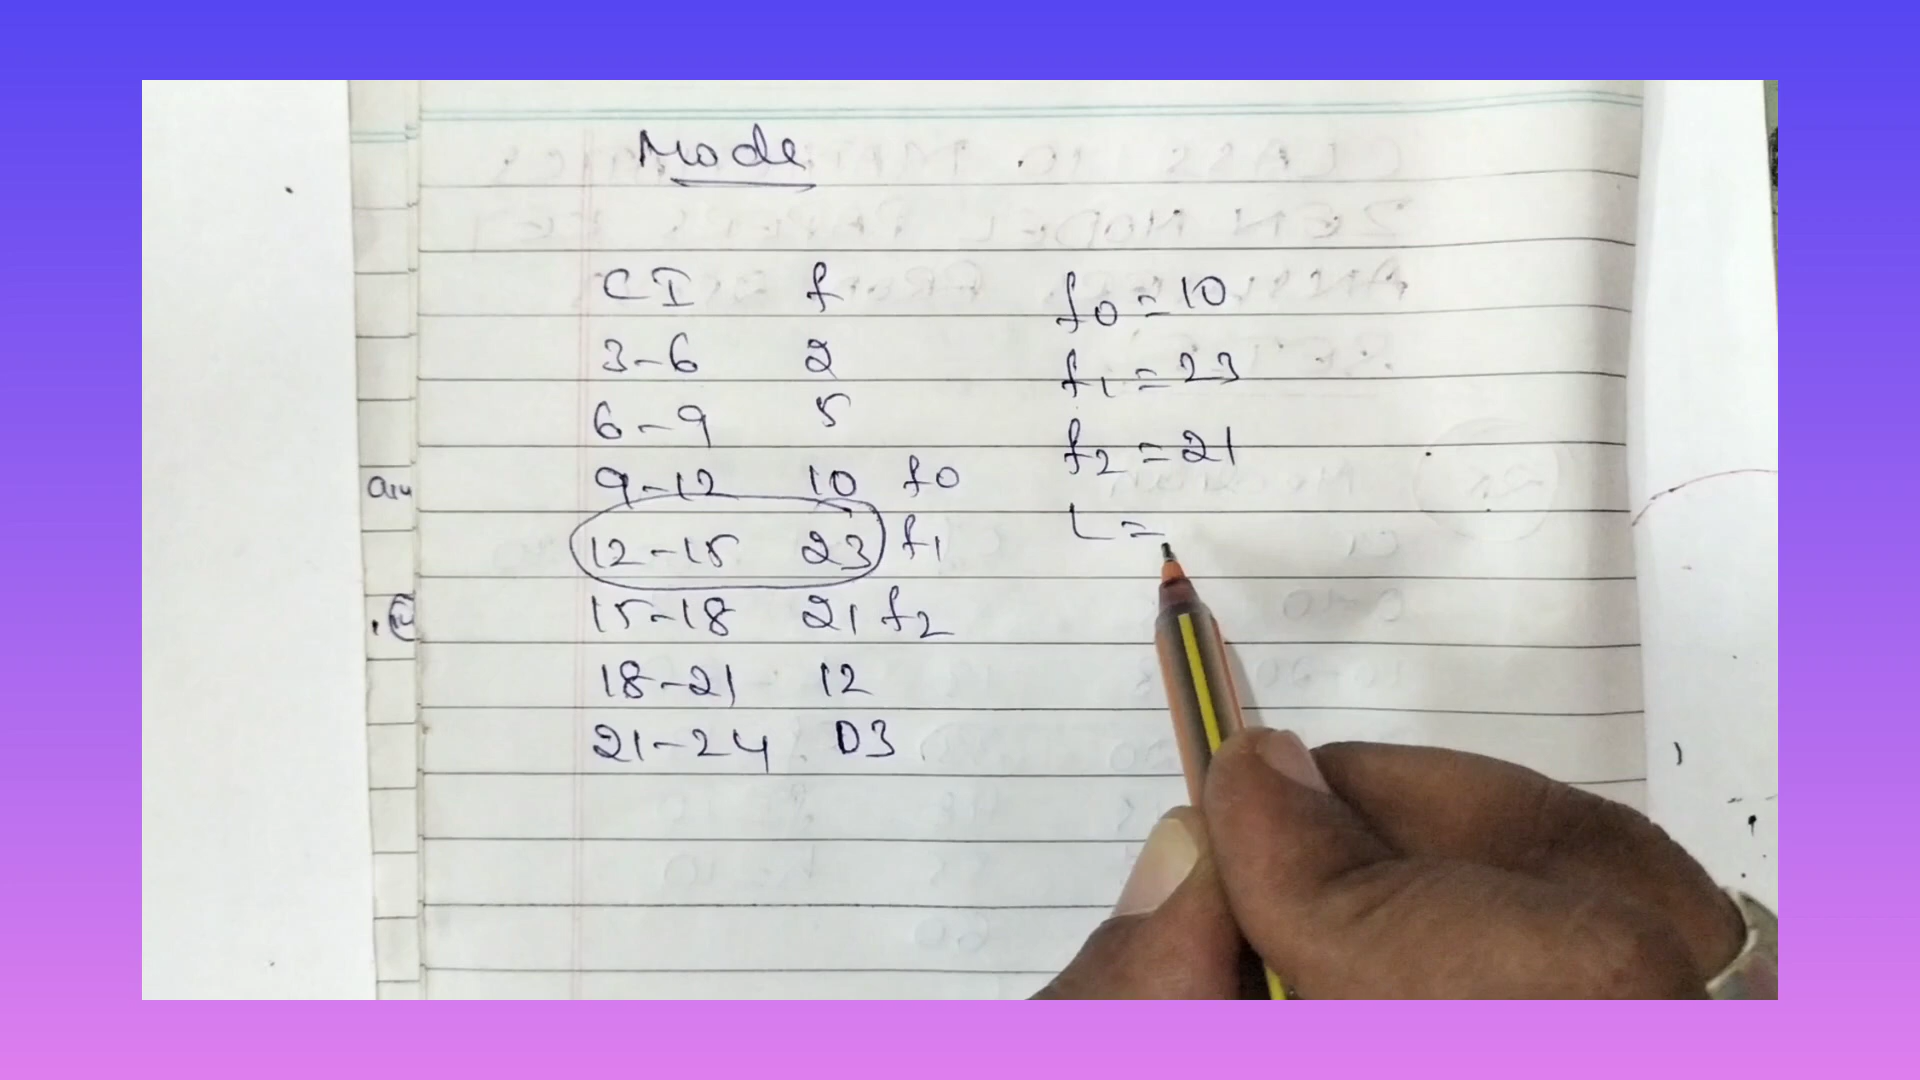 Mode
CI f
3-6 2
6-9 5
9-12 10 f0
12-15 23 f1
15-18 21 f2
18-21 12
21-24 03
f0=10
f1=23
f2=21
L=